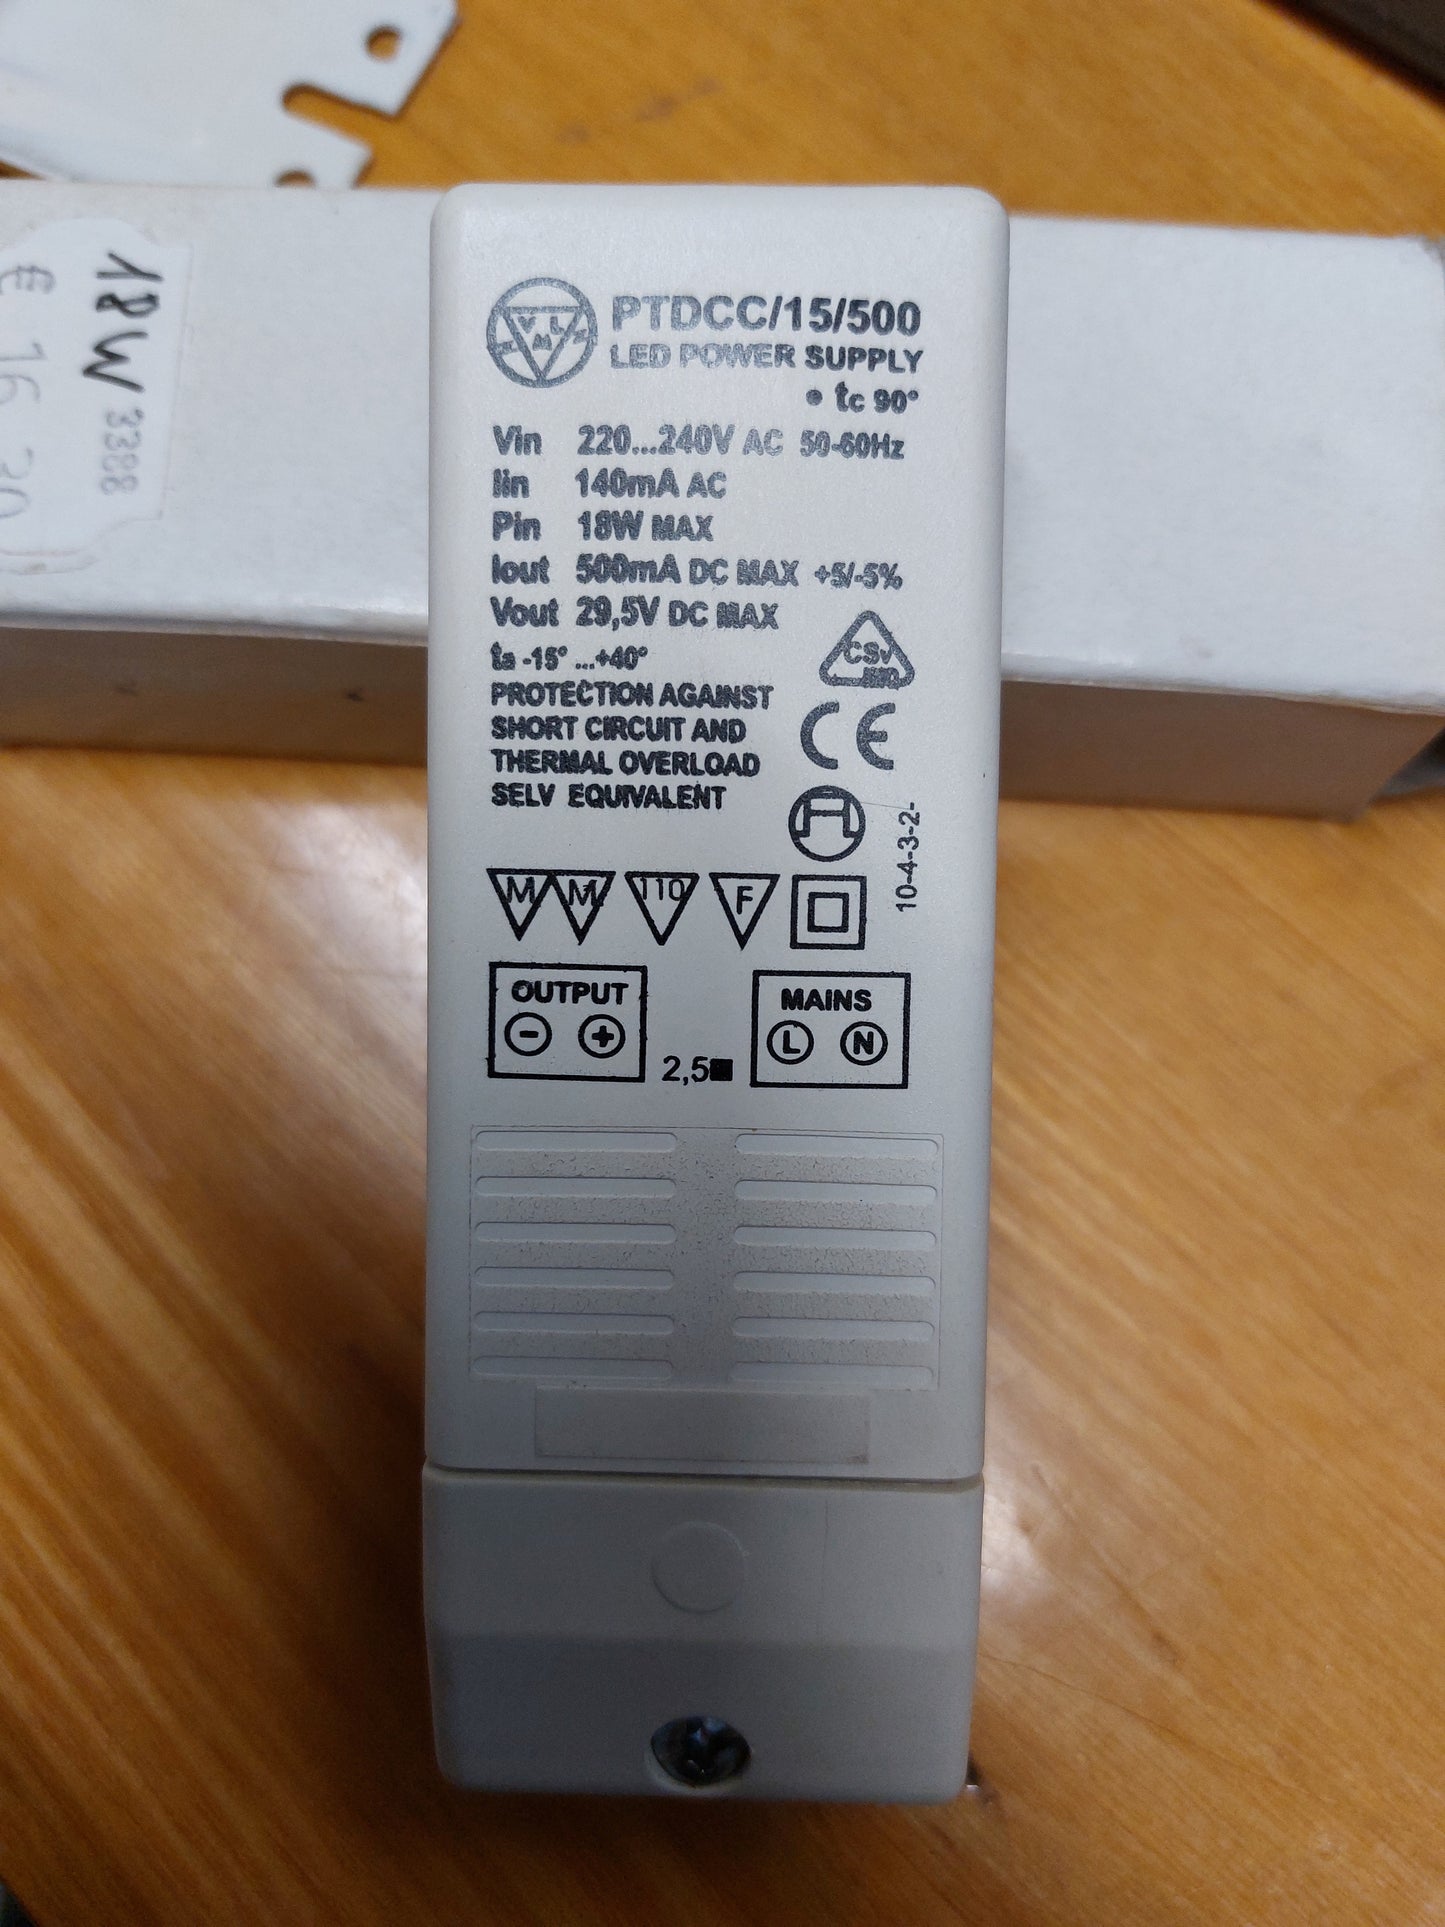 18W
3388
€ 16 20
PTDCC/15/500
LED POWER SUPPLY
• tc 90°
Vin 220...240V AC 50-60Hz
Iin 140mA AC
Pin 18W MAX
Iout 500mA DC MAX +5/-5%
Vout 29,5V DC MAX
ta -15° ...+40°
PROTECTION AGAINST
SHORT CIRCUIT AND
THERMAL OVERLOAD
SELV EQUIVALENT
CE
10-4-3-2-
M M 110 F
OUTPUT
- +
2,5■
MAINS
L N